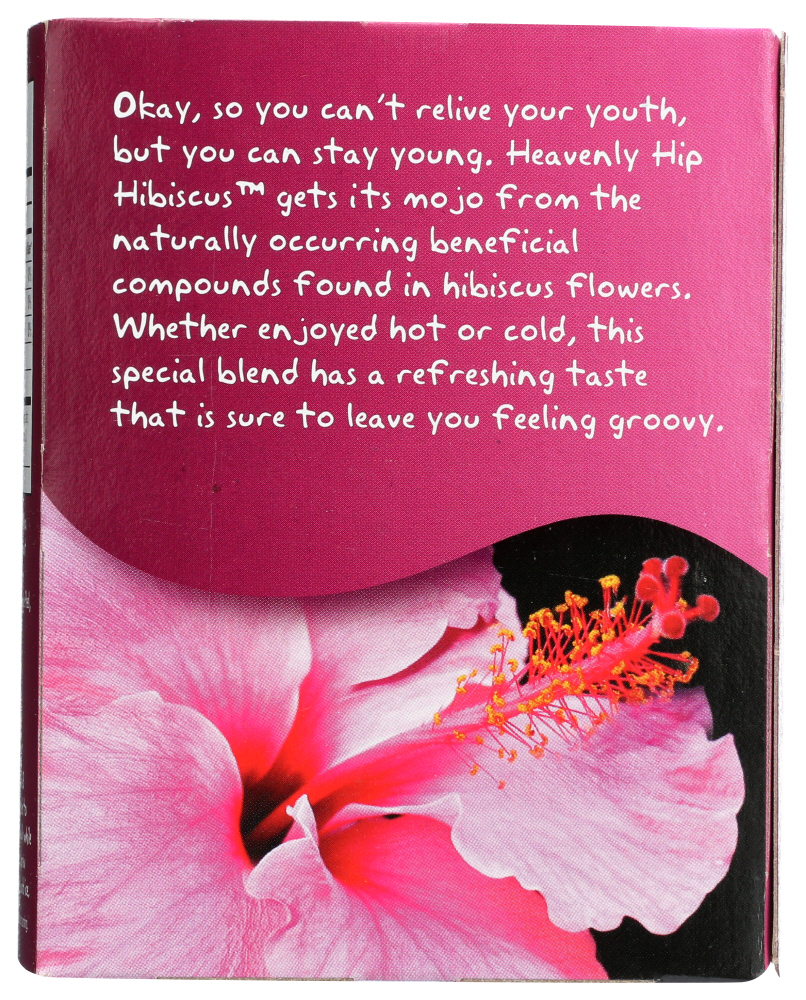 Okay, so you can't relive your youth,
but you can stay young. Heavenly Hip
Hibiscus™ gets its mojo from the
naturally occurring beneficial
compounds found in hibiscus flowers.
Whether enjoyed hot or cold, this
special blend has a refreshing taste
that is sure to leave you feeling groovy.